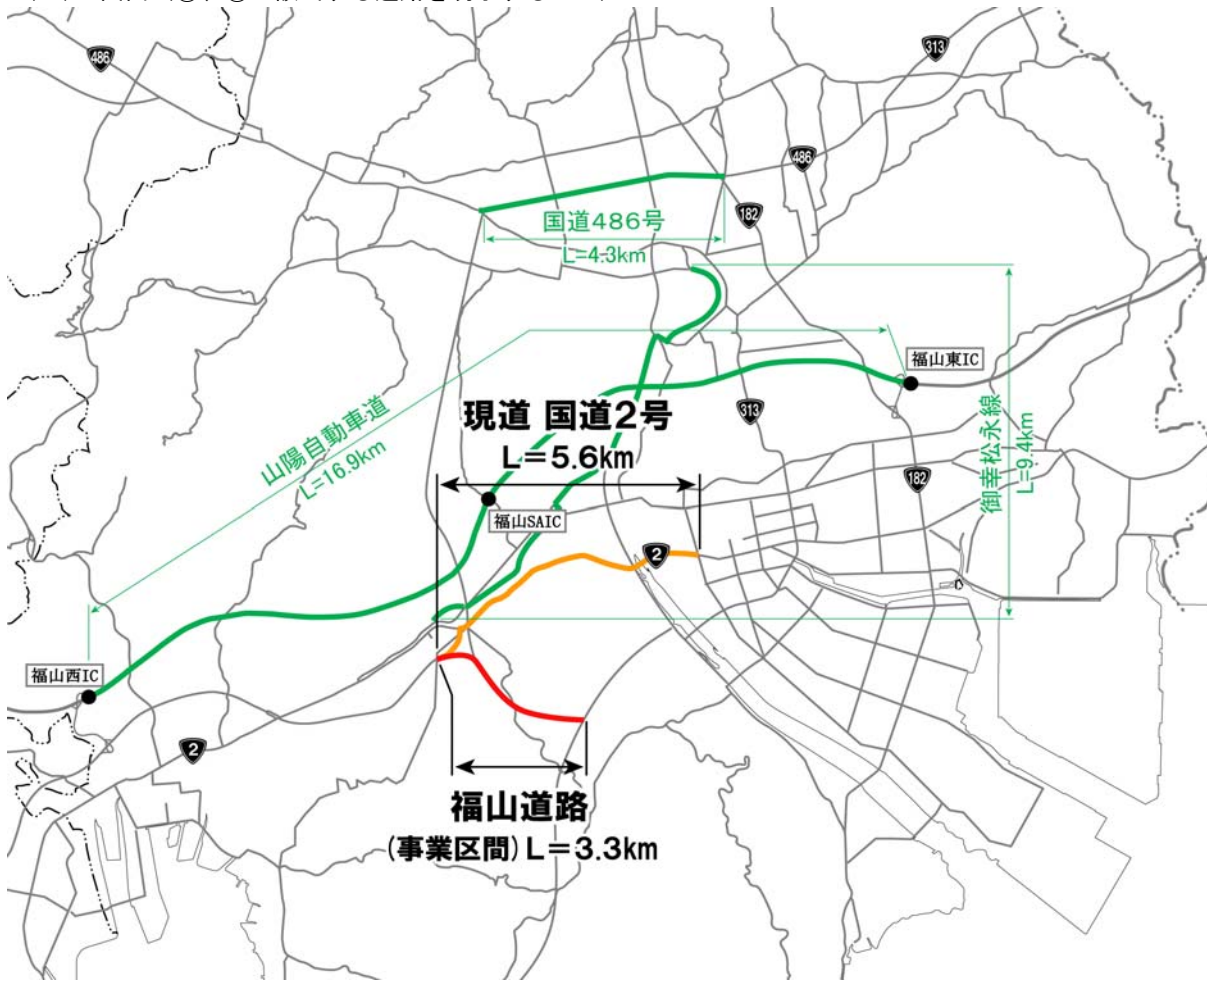 486
313
486
国道486号
182
L=4.3km
福山東IC
現道 国道2号
313
山陽自動車道
L=16.9km
L=5.6km
御幸松永線
L=9.4km
182
福山SAIC
2
福山西IC
2
福山道路
(事業区間)L=3.3km